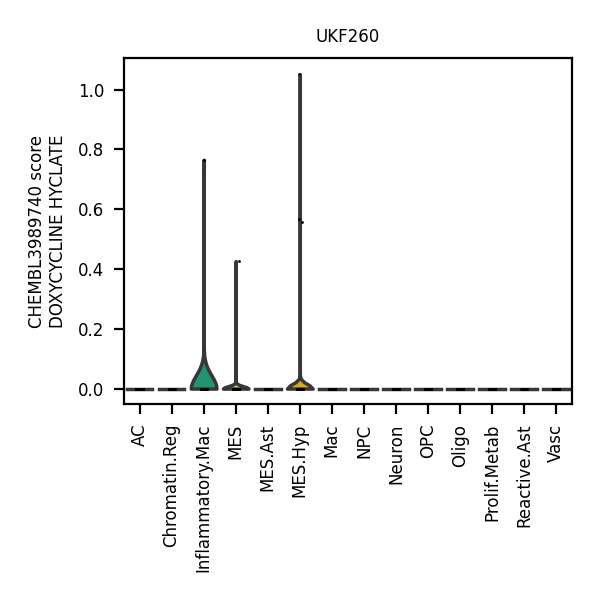 UKF260
CHEMBL3989740 score
DOXYCYCLINE HYCLATE
1.0
0.8
0.6
0.4
0.2
0.0
AC
Chromatin.Reg
Inflammatory.Mac
MES
MES.Ast
MES.Hyp
Mac
NPC
Neuron
OPC
Oligo
Prolif.Metab
Reactive.Ast
Vasc